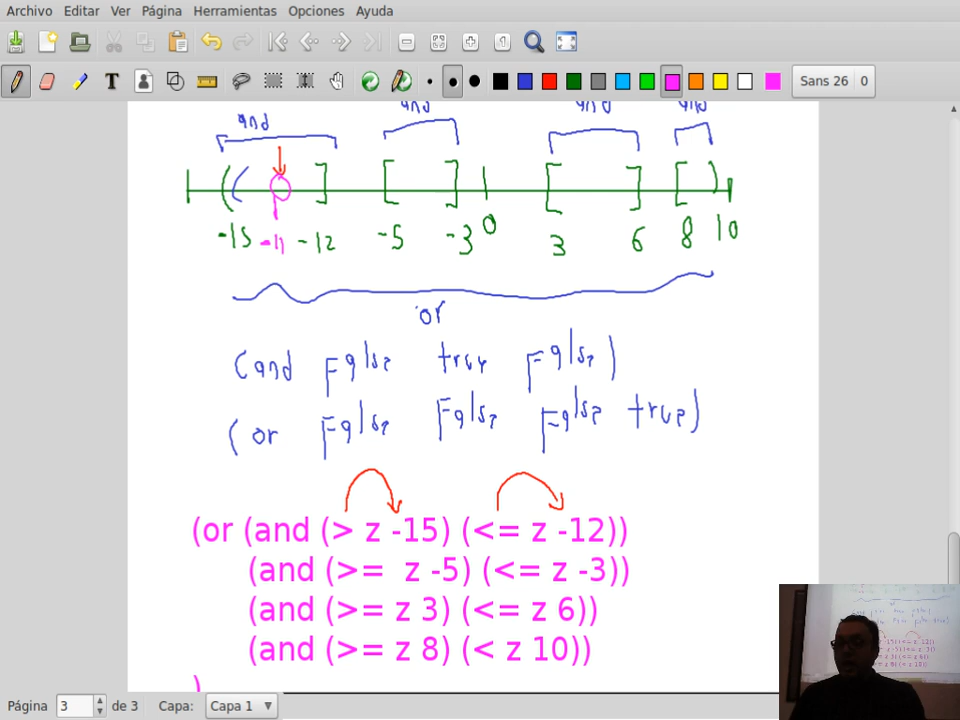 Archivo Editar Ver Página Herramientas Opciones Ayuda
Sans 26 0
and and and and
-15 -11 -12 -5 -3 0 3 6 8 10
or
(and False true False)
(or False False False true)
(or (and (> z -15) (<= z -12))
(and (>= z -5) (<= z -3))
(and (>= z 3) (<= z 6))
(and (>= z 8) (< z 10))
)
Página 3 de 3 Capa: Capa 1